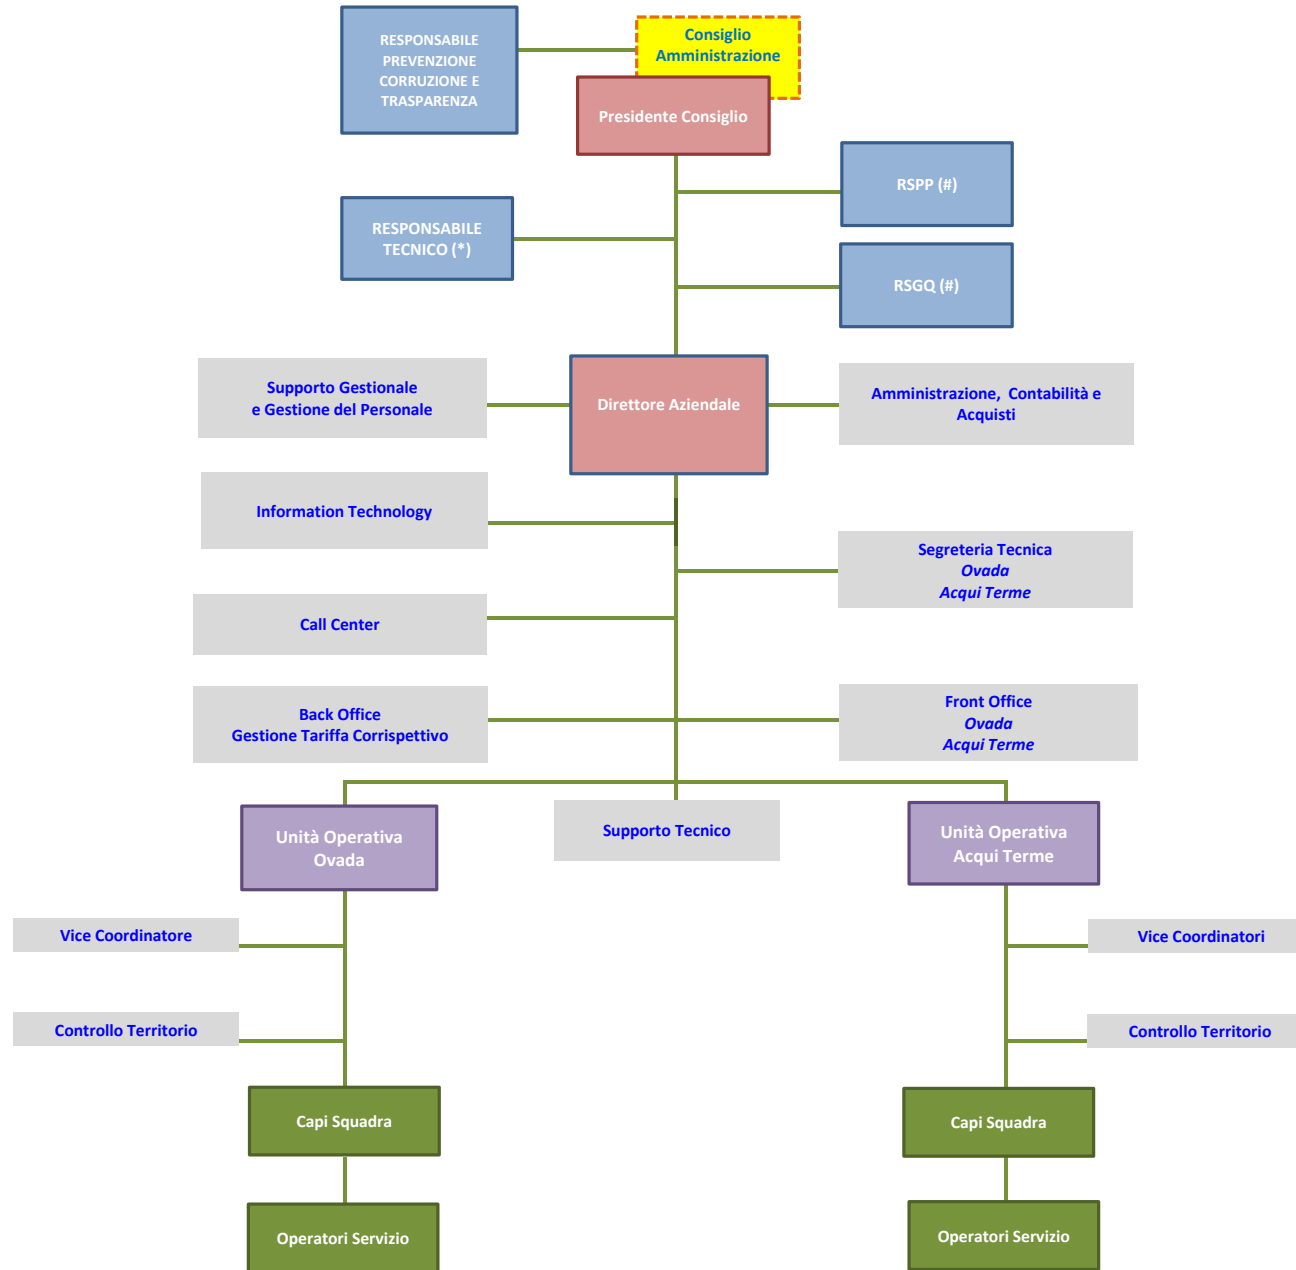 RESPONSABILE
PREVENZIONE
CORRUZIONE E
TRASPARENZA
Consiglio
Amministrazione
Presidente Consiglio
RSPP (#)
RESPONSABILE
TECNICO (*)
RSGQ (#)
Supporto Gestionale
e Gestione del Personale
Direttore Aziendale
Amministrazione, Contabilità e
Acquisti
Information Technology
Segreteria Tecnica
Ovada
Acqui Terme
Call Center
Back Office
Gestione Tariffa Corrispettivo
Front Office
Ovada
Acqui Terme
Unità Operativa
Ovada
Supporto Tecnico
Unità Operativa
Acqui Terme
Vice Coordinatore
Vice Coordinatori
Controllo Territorio
Controllo Territorio
Capi Squadra
Capi Squadra
Operatori Servizio
Operatori Servizio